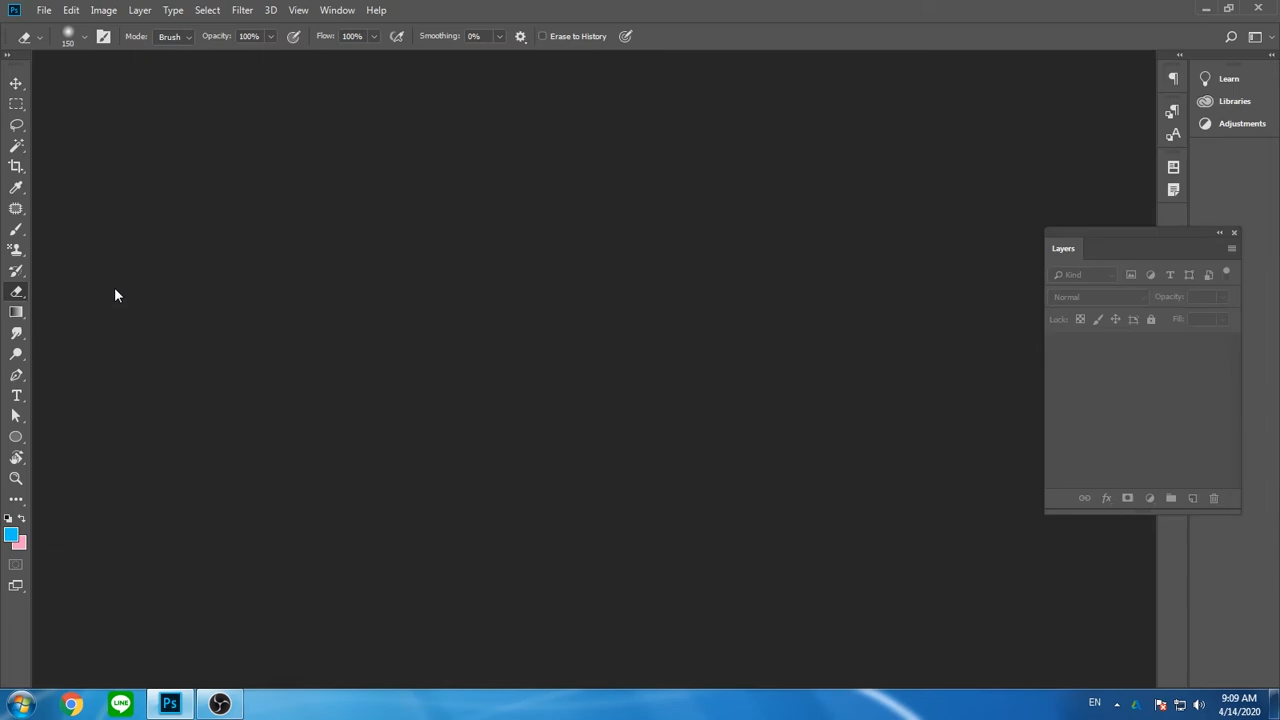 Ps File Edit Image Layer Type Select Filter 3D View Window Help
150 Mode: Brush Opacity: 100% Flow: 100% Smoothing: 0% Erase to History
Learn
Libraries
Adjustments
Layers
Kind
Normal Opacity:
Lock: Fill:
LINE Ps EN 9:09 AM
4/14/2020